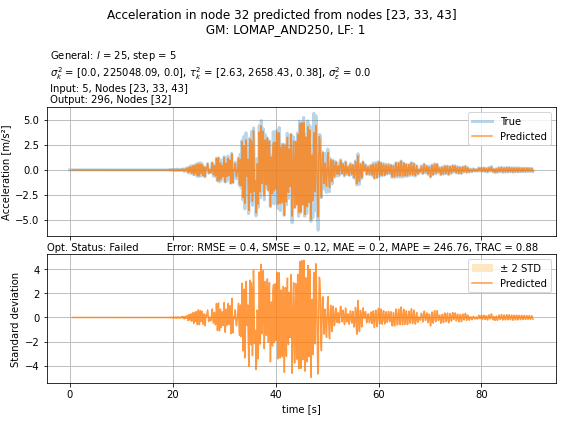 Acceleration in node 32 predicted from nodes [23, 33, 43]
GM: LOMAP_AND250, LF: 1
General: l = 25, step = 5
σ²ₖ = [0.0, 225048.09, 0.0], τ²ₖ = [2.63, 2658.43, 0.38], σ²ε = 0.0
Input: 5, Nodes [23, 33, 43]
Output: 296, Nodes [32]
Acceleration [m/s²]
5.0
2.5
0.0
−2.5
−5.0
True
Predicted
Opt. Status: Failed Error: RMSE = 0.4, SMSE = 0.12, MAE = 0.2, MAPE = 246.76, TRAC = 0.88
Standard deviation
4
2
0
−2
−4
± 2 STD
Predicted
0 20 40 60 80
time [s]